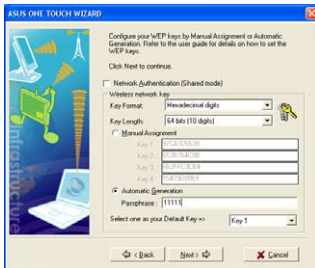 ASUS ONE TOUCH WIZARD
Configure your WEP keys by Manual Assignment or Automatic
Generation. Refer to the user guide for details on how to set the
WEP keys.
Click Next to continue.
Network Authentication (Shared mode)
Wireless network key
Key Format: Hexadecimal digits
Key Length: 64 bits (10 digits)
Manual Assignment
Key 1
Key 2
Key 3
Key 4
Automatic Generation
Passphrase : 11111
Select one as your Default Key => Key 1
< Back Next > Cancel
Infrastructure